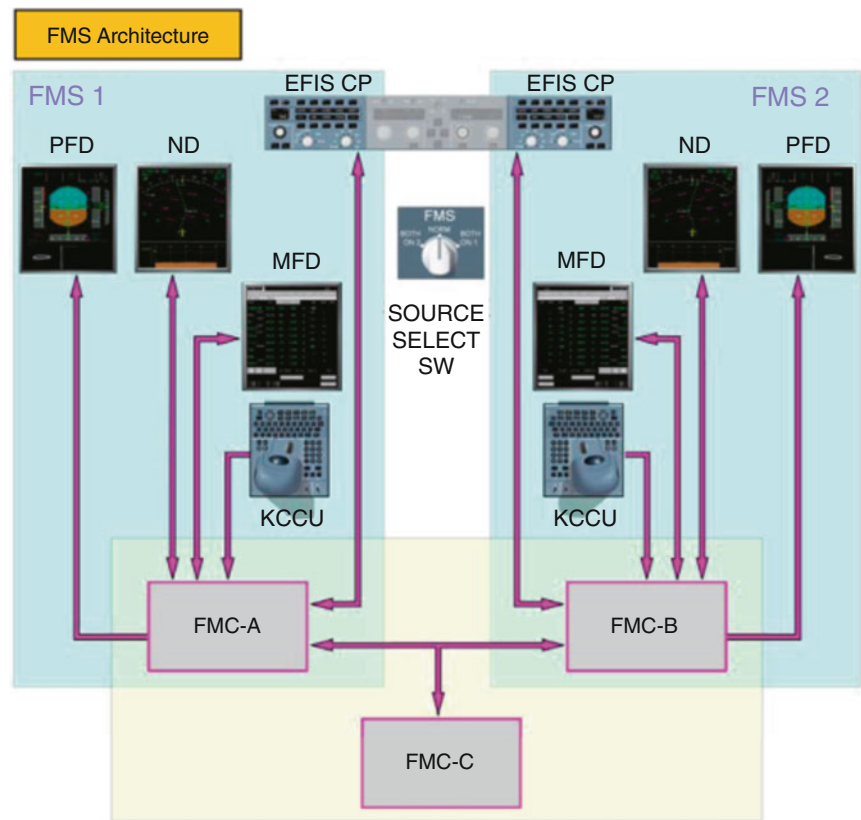 FMS Architecture
FMS 1
EFIS CP
EFIS CP
FMS 2
PFD
ND
ND
PFD
FMS
NORM
BOTH ON 2
BOTH ON 1
MFD
MFD
SOURCE
SELECT
SW
KCCU
KCCU
FMC-A
FMC-B
FMC-C